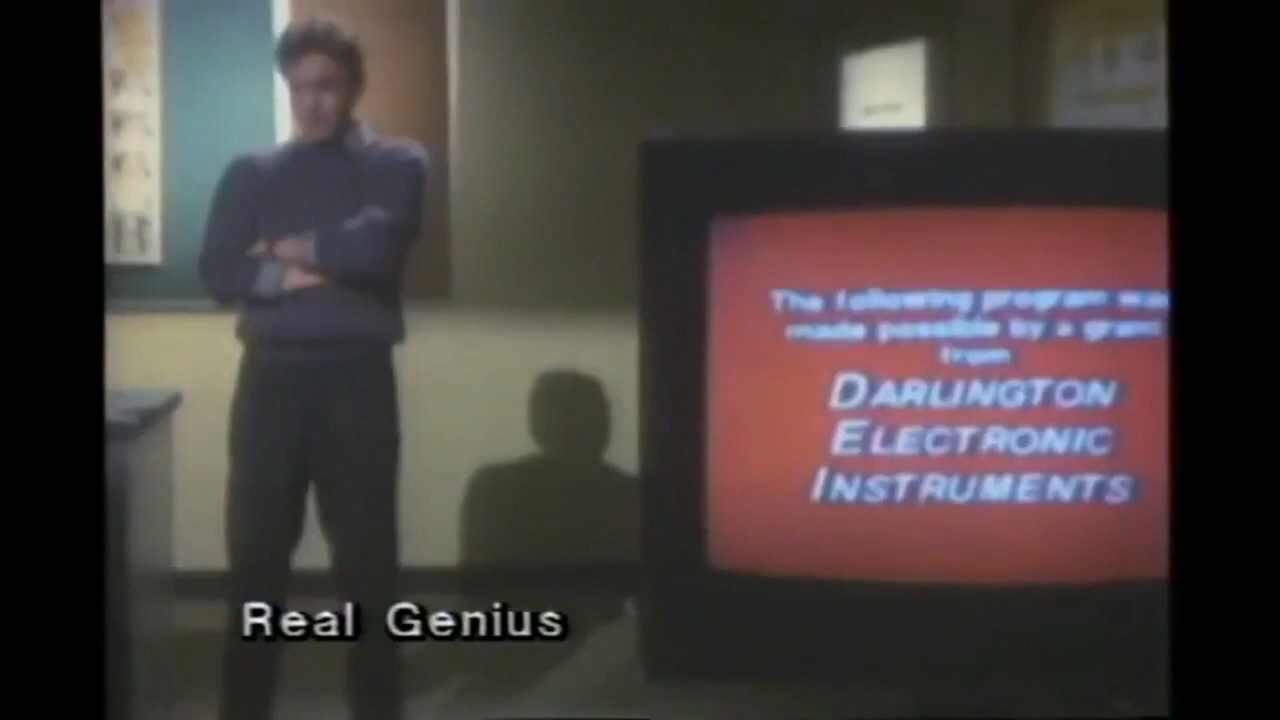 The following program was
made possible by a grant
from
DARLINGTON
ELECTRONIC
INSTRUMENTS
Real Genius